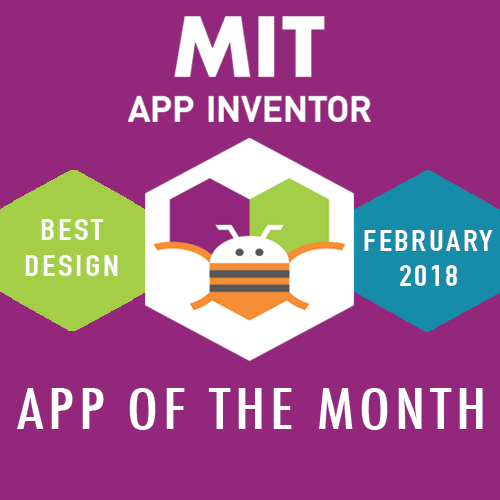 MIT
APP INVENTOR
BEST
DESIGN
FEBRUARY
2018
APP OF THE MONTH